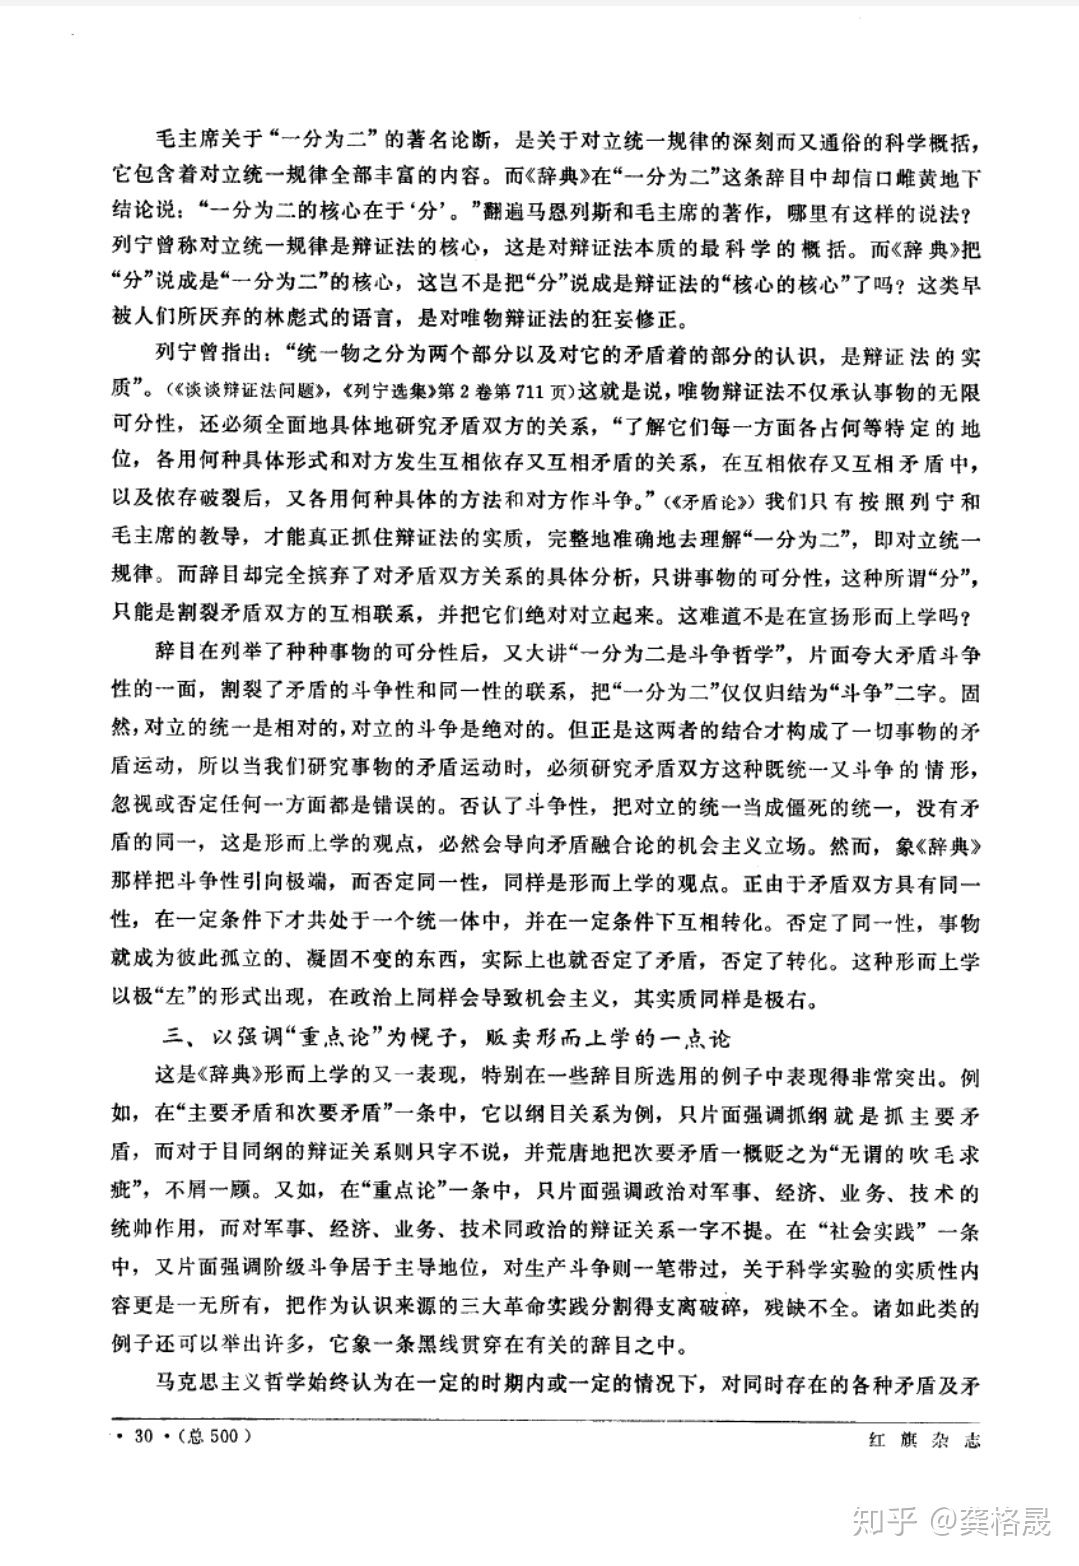 毛主席关于“一分为二”的著名论断，是关于对立统一规律的深刻而又通俗的科学概括，
它包含着对立统一规律全部丰富的内容。而《辞典》在“一分为二”这条辞目中却信口雌黄地下
结论说：“一分为二的核心在于‘分’。”翻遍马恩列斯和毛主席的著作，哪里有这样的说法？
列宁曾称对立统一规律是辩证法的核心，这是对辩证法本质的最科学的概括。而《辞典》把
“分”说成是“一分为二”的核心，这岂不是把“分”说成是辩证法的“核心的核心”了吗？这类早
被人们所厌弃的林彪式的语言，是对唯物辩证法的狂妄修正。
列宁曾指出：“统一物之分为两个部分以及对它的矛盾着的部分的认识，是辩证法的实
质”。（《谈谈辩证法问题》，《列宁选集》第2卷第711页）这就是说，唯物辩证法不仅承认事物的无限
可分性，还必须全面地具体地研究矛盾双方的关系，“了解它们每一方面各占何等特定的地
位，各用何种具体形式和对方发生互相依存又互相矛盾的关系，在互相依存又互相矛盾中，
以及依存破裂后，又各用何种具体的方法和对方作斗争。”（《矛盾论》）我们只有按照列宁和
毛主席的教导，才能真正抓住辩证法的实质，完整地准确地去理解“一分为二”，即对立统一
规律。而辞目却完全摈弃了对矛盾双方关系的具体分析，只讲事物的可分性，这种所谓“分”，
只能是割裂矛盾双方的互相联系，并把它们绝对对立起来。这难道不是在宣扬形而上学吗？
辞目在列举了种种事物的可分性后，又大讲“一分为二是斗争哲学”，片面夸大矛盾斗争
性的一面，割裂了矛盾的斗争性和同一性的联系，把“一分为二”仅仅归结为“斗争”二字。固
然，对立的统一是相对的，对立的斗争是绝对的。但正是这两者的结合才构成了一切事物的矛
盾运动，所以当我们研究事物的矛盾运动时，必须研究矛盾双方这种既统一又斗争的情形，
忽视或否定任何一方面都是错误的。否认了斗争性，把对立的统一当成僵死的统一，没有矛
盾的同一，这是形而上学的观点，必然会导向矛盾融合论的机会主义立场。然而，象《辞典》
那样把斗争性引向极端，而否定同一性，同样是形而上学的观点。正由于矛盾双方具有同一
性，在一定条件下才共处于一个统一体中，并在一定条件下互相转化。否定了同一性，事物
就成为彼此孤立的、凝固不变的东西，实际上也就否定了矛盾，否定了转化。这种形而上学
以极“左”的形式出现，在政治上同样会导致机会主义，其实质同样是极右。
三、以强调“重点论”为幌子，贩卖形而上学的一点论
这是《辞典》形而上学的又一表现，特别在一些辞目所选用的例子中表现得非常突出。例
如，在“主要矛盾和次要矛盾”一条中，它以纲目关系为例，只片面强调抓纲就是抓主要矛
盾，而对于目同纲的辩证关系则只字不说，并荒唐地把次要矛盾一概贬之为“无谓的吹毛求
疵”，不屑一顾。又如，在“重点论”一条中，只片面强调政治对军事、经济、业务、技术的
统帅作用，而对军事、经济、业务、技术同政治的辩证关系一字不提。在“社会实践”一条
中，又片面强调阶级斗争居于主导地位，对生产斗争则一笔带过，关于科学实验的实质性内
容更是一无所有，把作为认识来源的三大革命实践分割得支离破碎，残缺不全。诸如此类的
例子还可以举出许多，它象一条黑线贯穿在有关的辞目之中。
马克思主义哲学始终认为在一定的时期内或一定的情况下，对同时存在的各种矛盾及矛
·30·（总500）
红旗杂志
知乎 @龚格晟